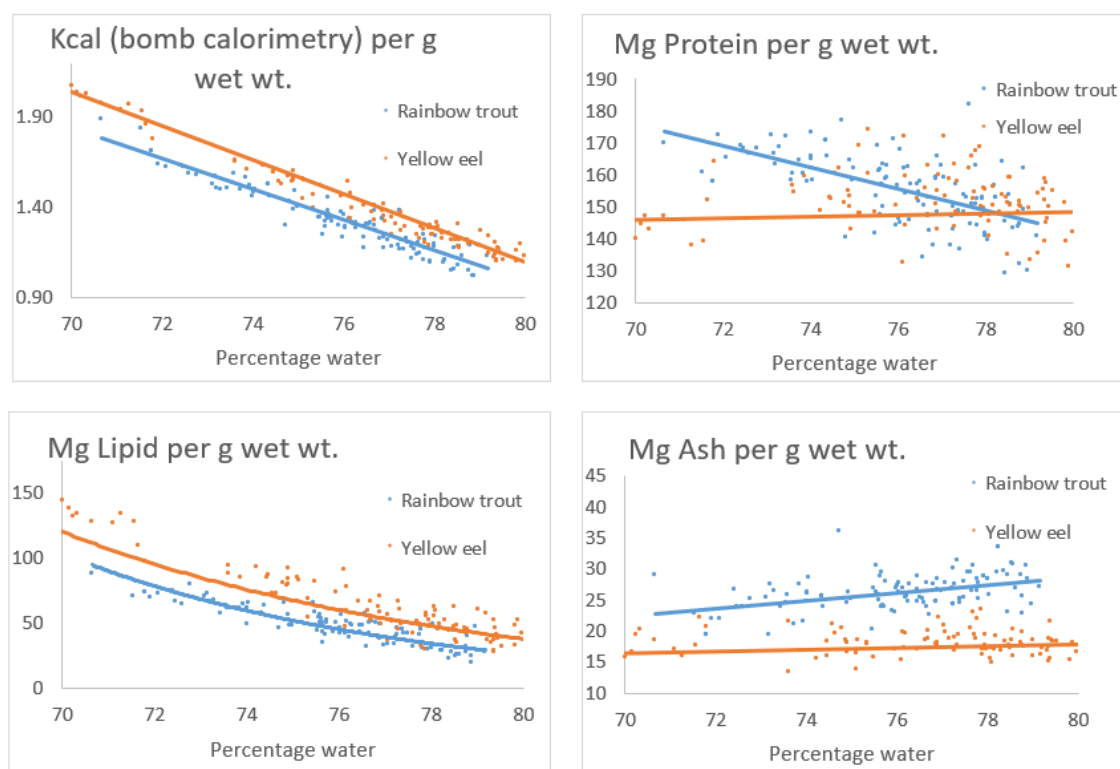 Kcal (bomb calorimetry) per g
wet wt.
1.90
1.40
0.90
Rainbow trout
Yellow eel
70 72 74 76 78 80
Percentage water
Mg Protein per g wet wt.
190
180
170
160
150
140
130
120
Rainbow trout
Yellow eel
70 72 74 76 78 80
Percentage water
Mg Lipid per g wet wt.
150
100
50
0
Rainbow trout
Yellow eel
70 72 74 76 78 80
Percentage water
Mg Ash per g wet wt.
45
40
35
30
25
20
15
10
Rainbow trout
Yellow eel
70 72 74 76 78 80
Percentage water